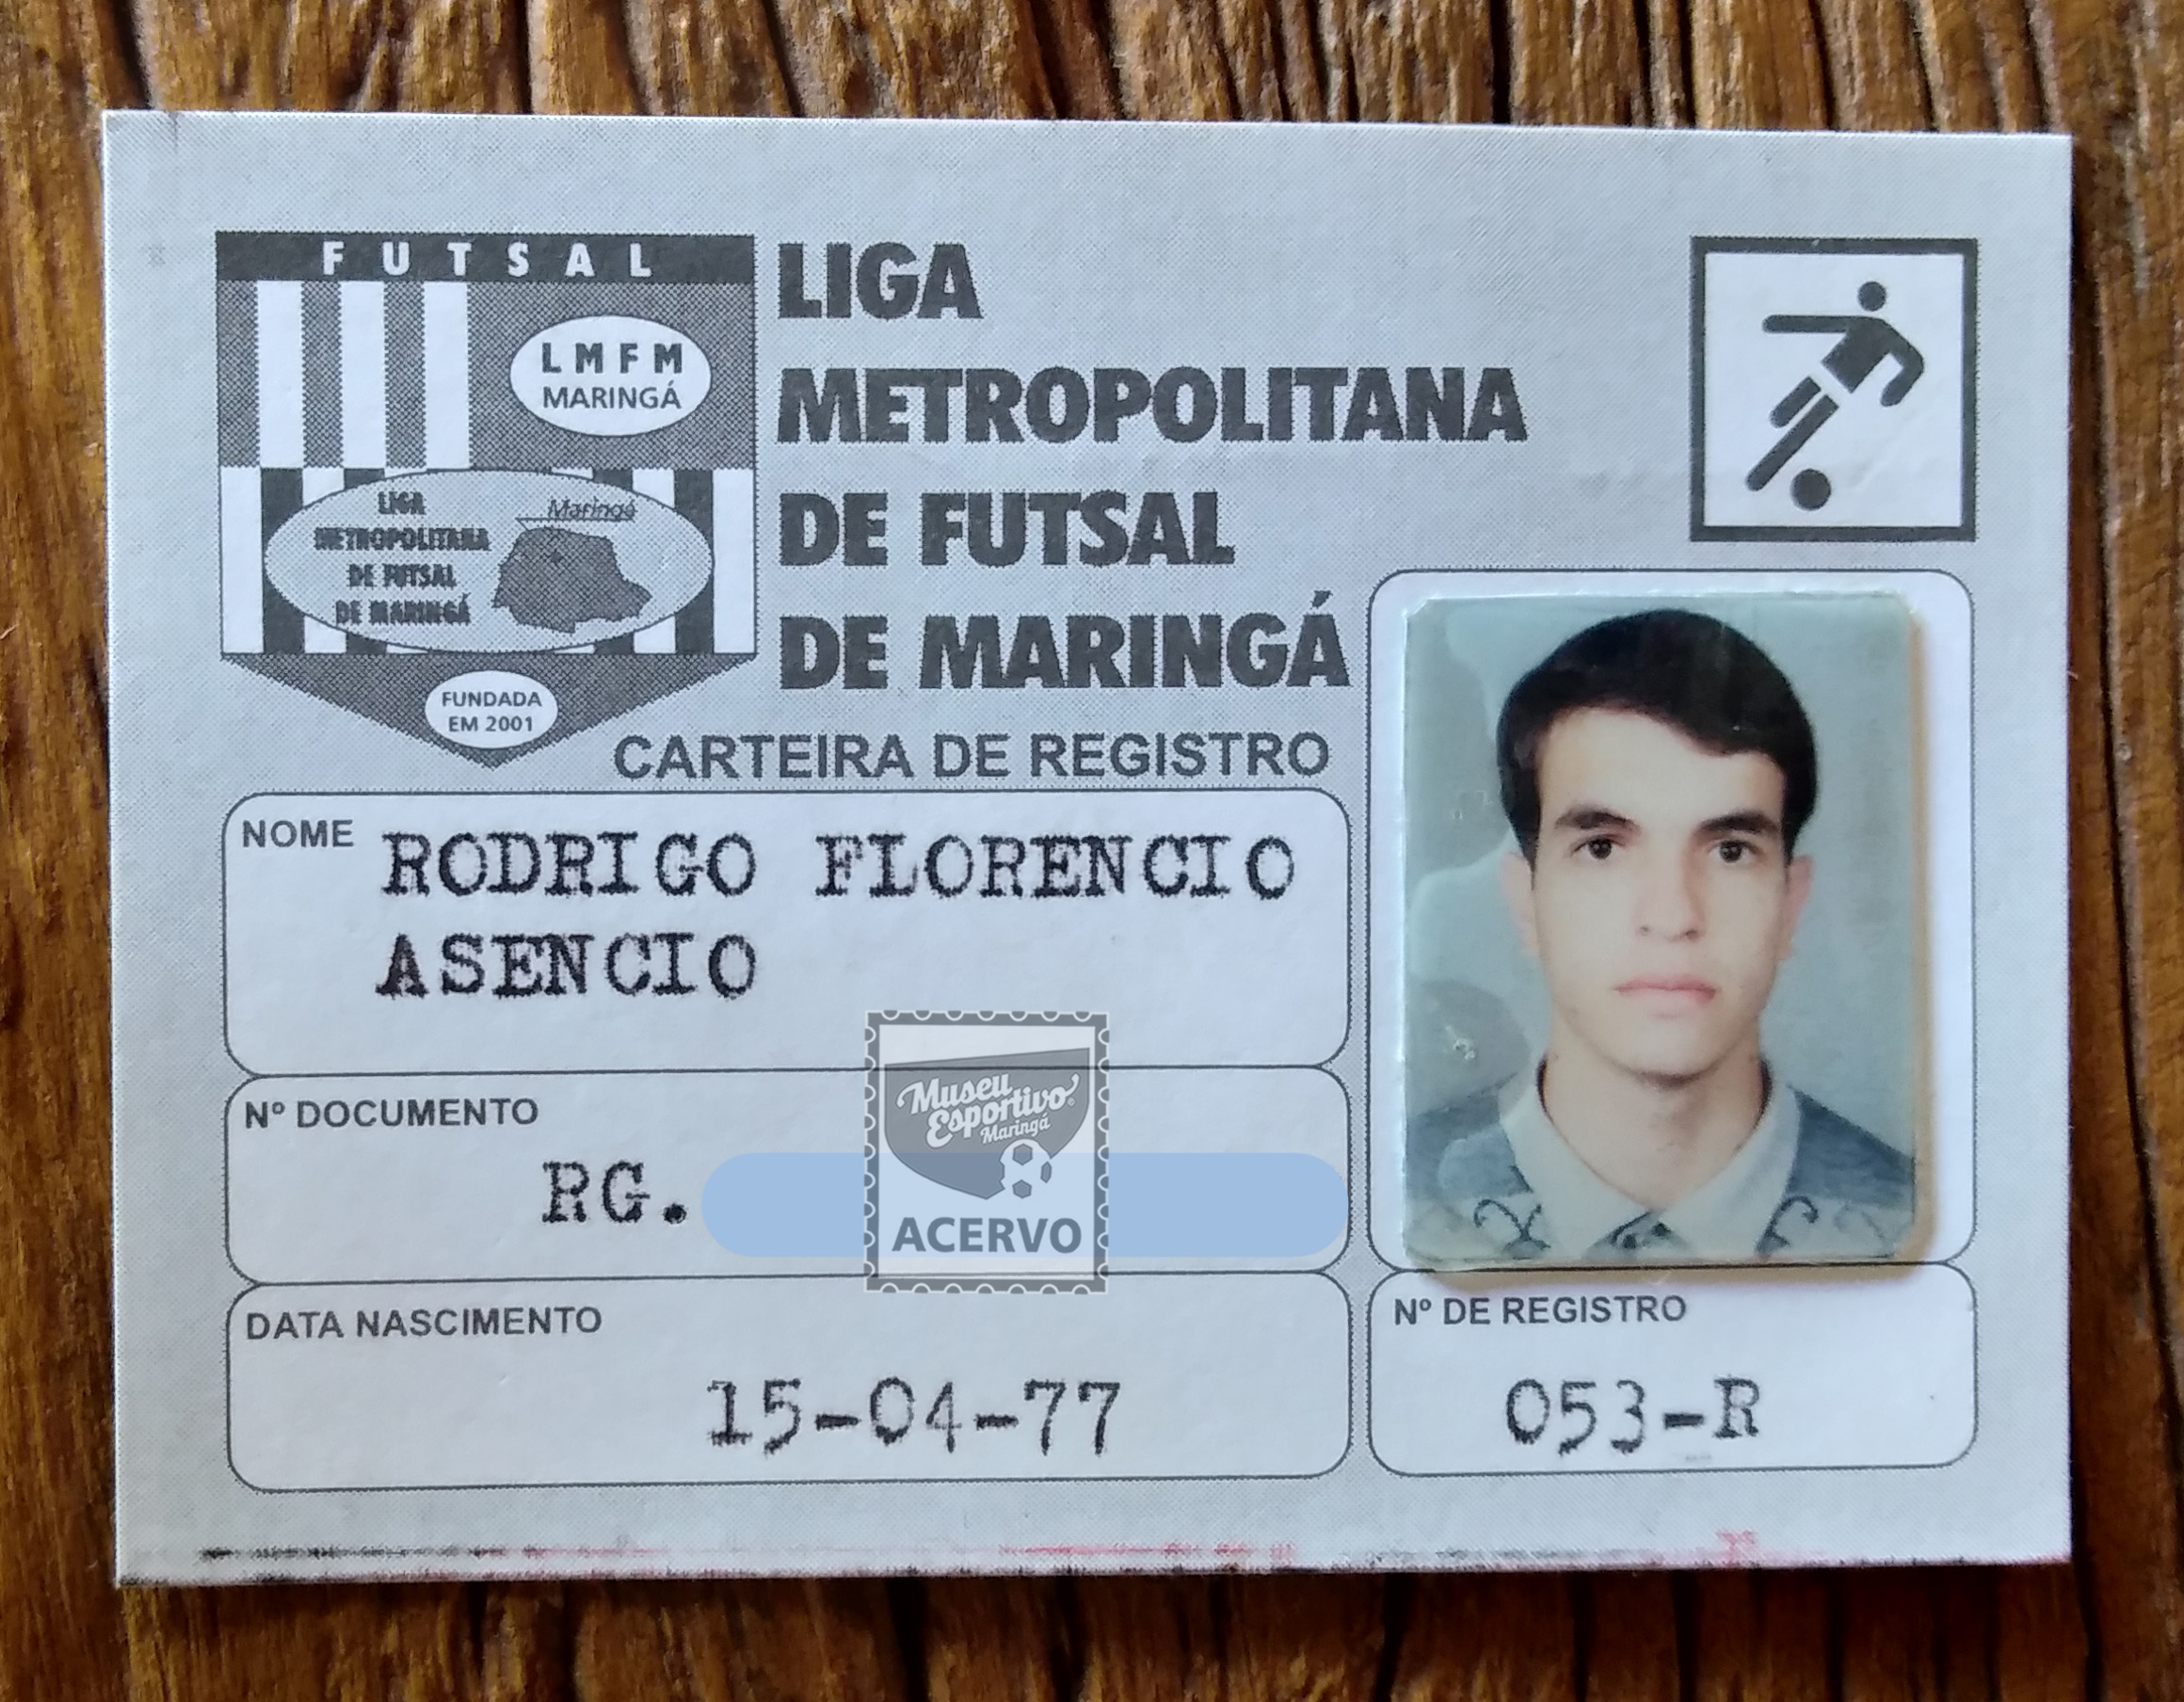 FUTSAL
LMFM
MARINGÁ
LIGA
METROPOLITANA
DE FUTSAL
DE MARINGÁ
Maringá
FUNDADA
EM 2001
LIGA
METROPOLITANA
DE FUTSAL
DE MARINGÁ
CARTEIRA DE REGISTRO
NOME RODRIGO FLORENCIO
ASENCIO
Nº DOCUMENTO
RG.
Museu
Esportivo
Maringá
ACERVO
DATA NASCIMENTO
15-04-77
Nº DE REGISTRO
053-R